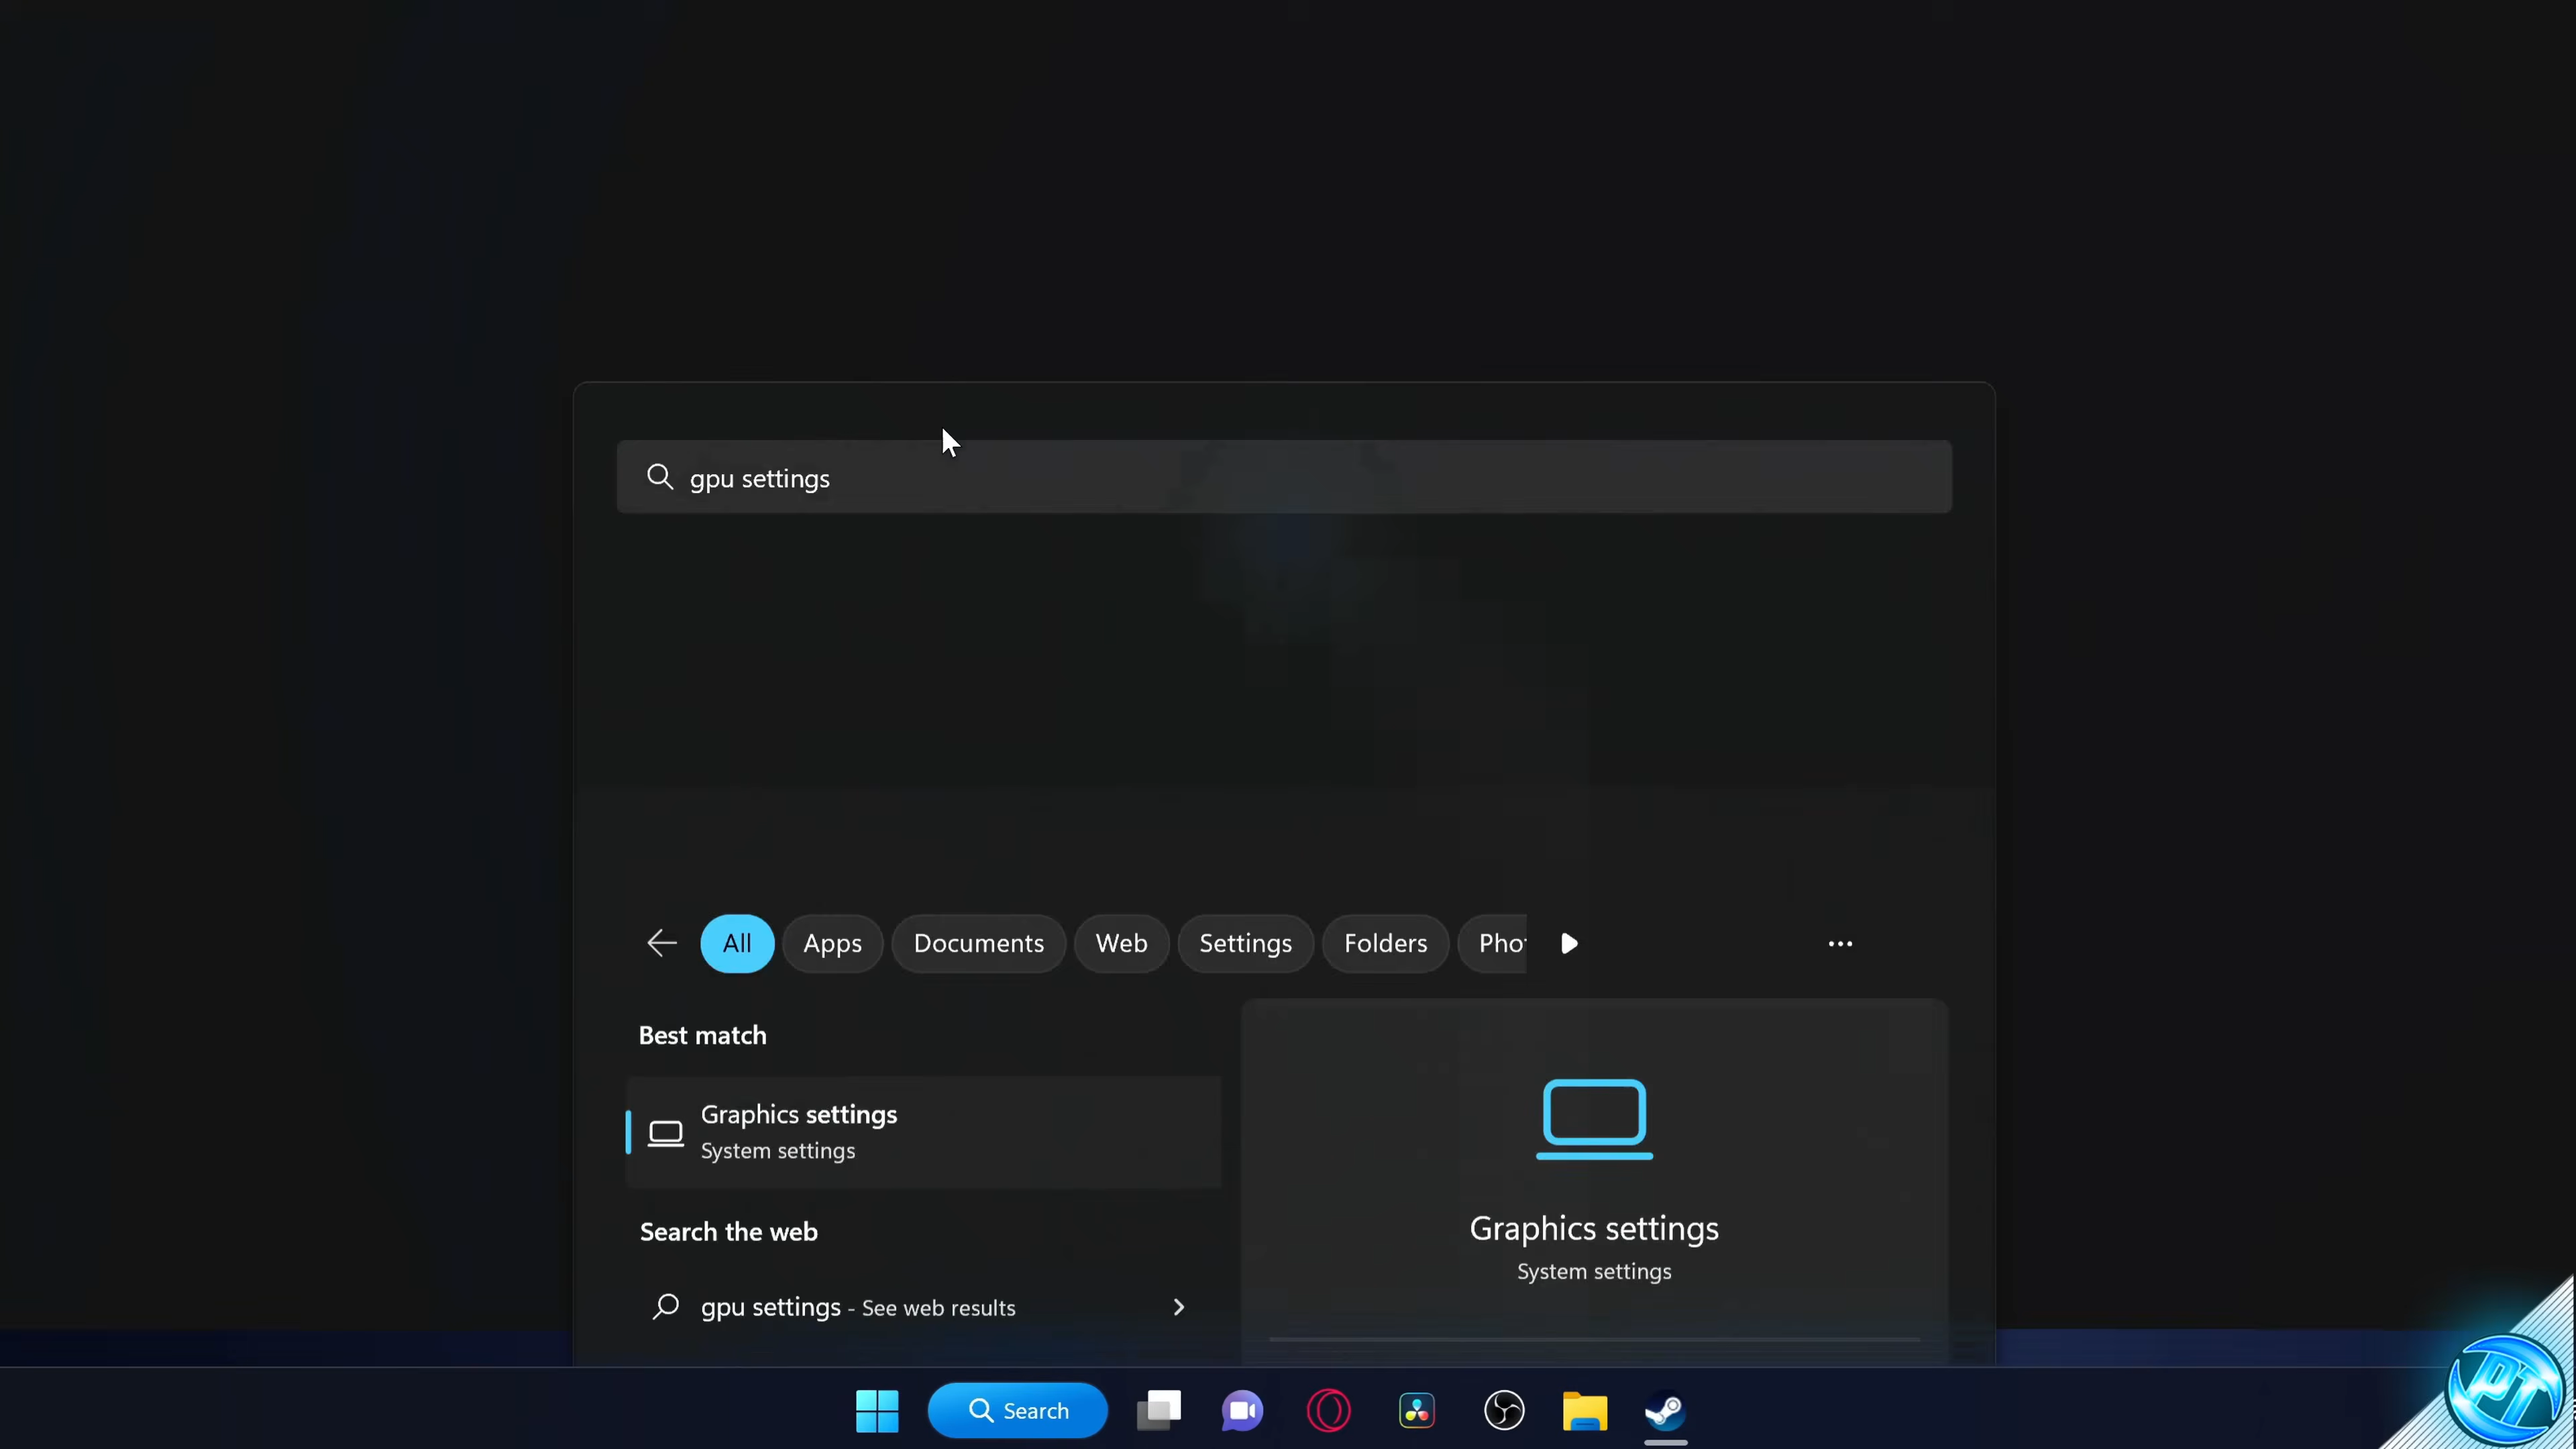 gpu settings
All Apps Documents Web Settings Folders Pho
Best match
Graphics settings
System settings
Search the web
gpu settings - See web results
Graphics settings
System settings
Search
PT